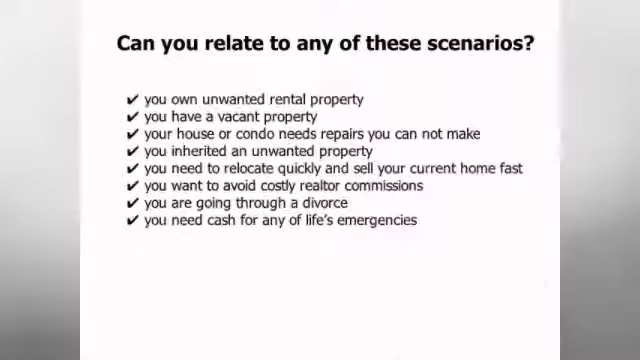 Can you relate to any of these scenarios?
✔ you own unwanted rental property
✔ you have a vacant property
✔ your house or condo needs repairs you can not make
✔ you inherited an unwanted property
✔ you need to relocate quickly and sell your current home fast
✔ you want to avoid costly realtor commissions
✔ you are going through a divorce
✔ you need cash for any of life's emergencies